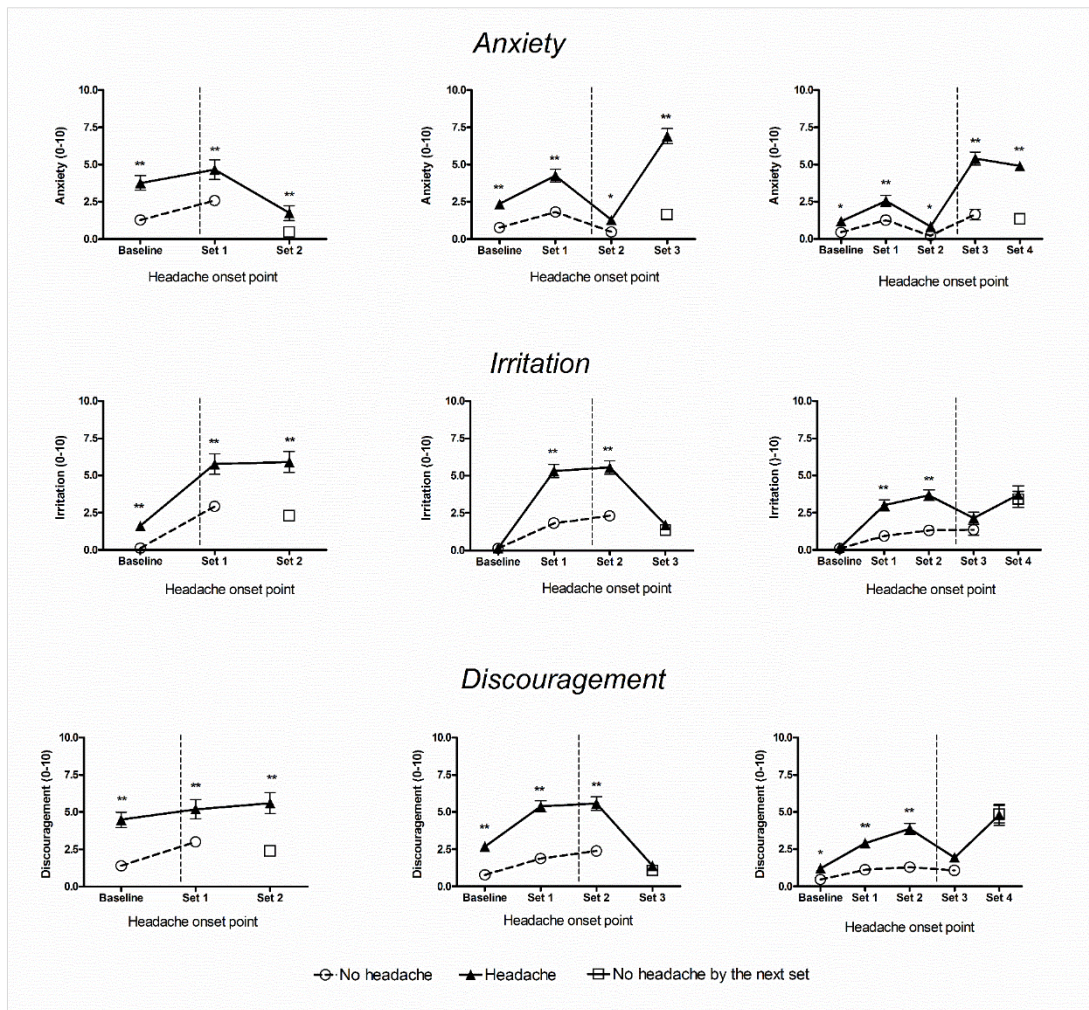 Anxiety
Anxiety (0-10)
10.0
7.5
5.0
2.5
0.0
**
**
**
Baseline
Set 1
Set 2
Headache onset point
Anxiety (0-10)
10.0
7.5
5.0
2.5
0.0
**
**
*
**
Baseline
Set 1
Set 2
Set 3
Headache onset point
Anxiety (0-10)
10.0
7.5
5.0
2.5
0.0
*
**
*
**
**
Baseline
Set 1
Set 2
Set 3
Set 4
Headache onset point
Irritation
Irritation (0-10)
10.0
7.5
5.0
2.5
0.0
**
**
**
Baseline
Set 1
Set 2
Headache onset point
Irritation (0-10)
10.0
7.5
5.0
2.5
0.0
**
**
Baseline
Set 1
Set 2
Set 3
Headache onset point
Irritation ()-10)
10.0
7.5
5.0
2.5
0.0
**
**
Baseline
Set 1
Set 2
Set 3
Set 4
Headache onset point
Discouragement
Discouragement (0-10)
10.0
7.5
5.0
2.5
0.0
**
**
**
Baseline
Set 1
Set 2
Headache onset point
Discouragement (0-10)
10.0
7.5
5.0
2.5
0.0
**
**
**
Baseline
Set 1
Set 2
Set 3
Headache onset point
Discouragement (0-10)
10.0
7.5
5.0
2.5
0.0
*
**
**
Baseline
Set 1
Set 2
Set 3
Set 4
Headache onset point
No headache
Headache
No headache by the next set